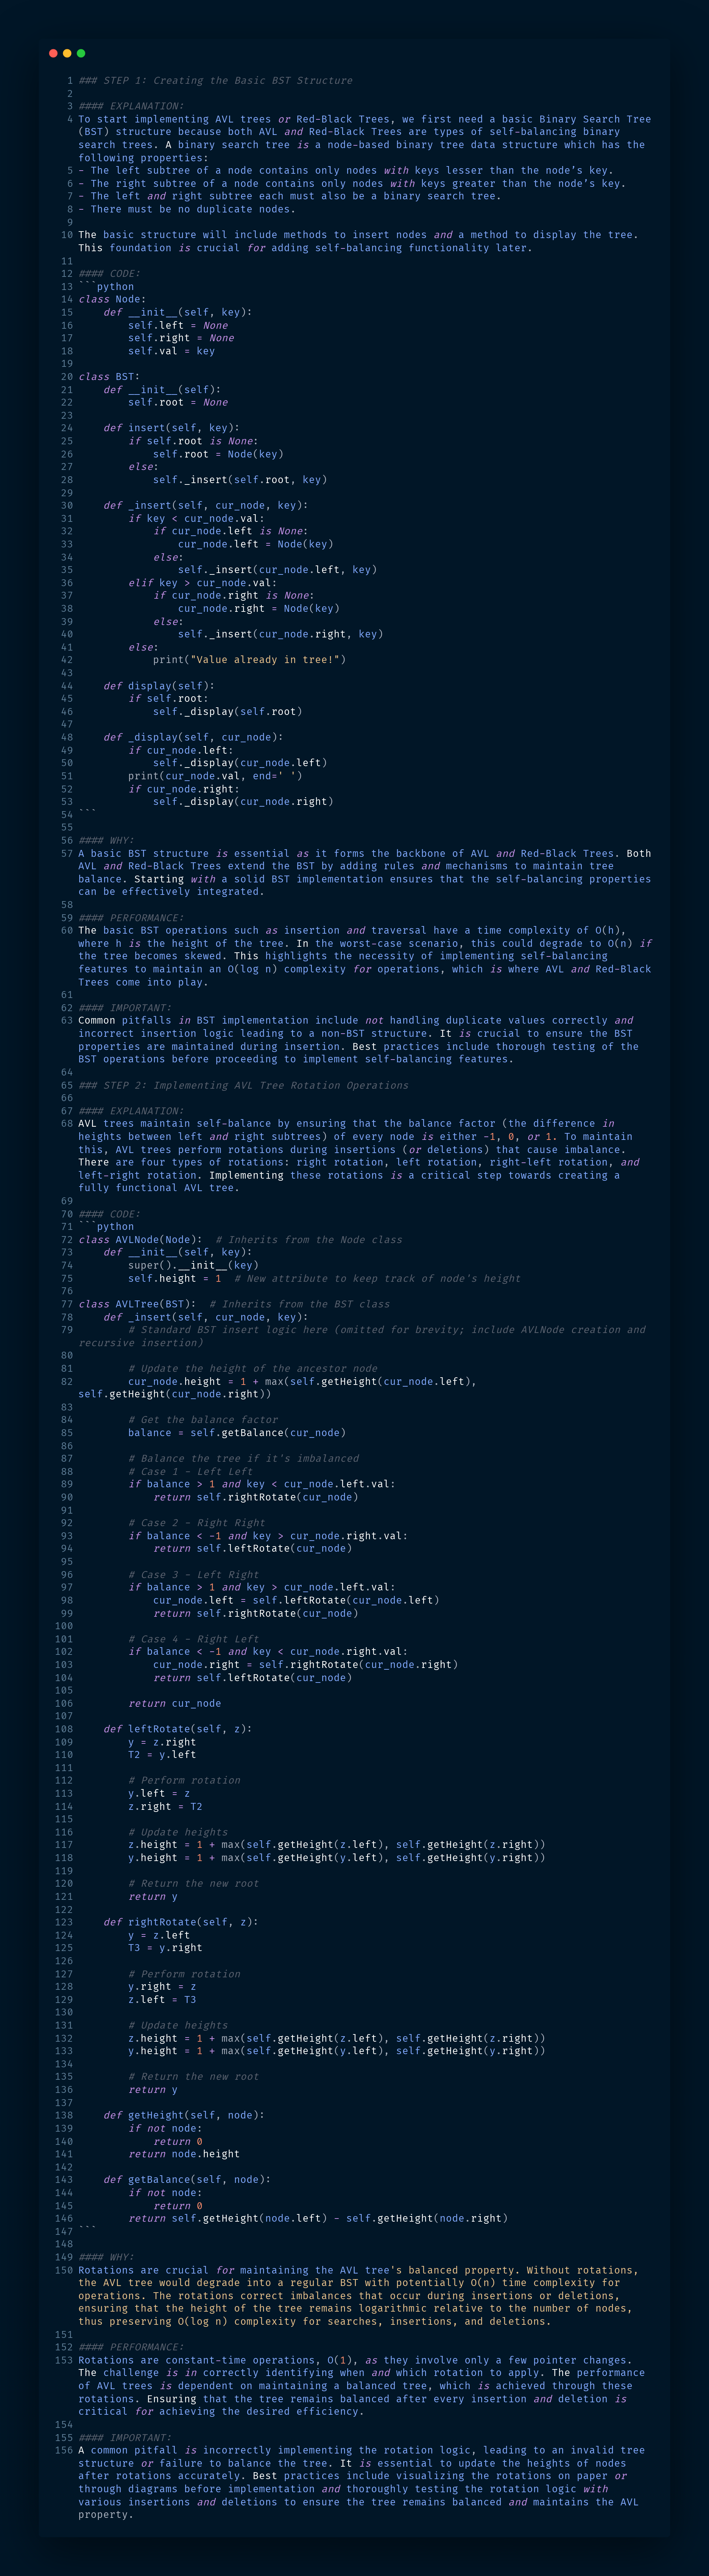 1 ### STEP 1: Creating the Basic BST Structure
2
3 #### EXPLANATION:
4 To start implementing AVL trees or Red-Black Trees, we first need a basic Binary Search Tree
(BST) structure because both AVL and Red-Black Trees are types of self-balancing binary
search trees. A binary search tree is a node-based binary tree data structure which has the
following properties:
5 - The left subtree of a node contains only nodes with keys lesser than the node's key.
6 - The right subtree of a node contains only nodes with keys greater than the node's key.
7 - The left and right subtree each must also be a binary search tree.
8 - There must be no duplicate nodes.
9
10 The basic structure will include methods to insert nodes and a method to display the tree.
This foundation is crucial for adding self-balancing functionality later.
11
12 #### CODE:
13 ```python
14 class Node:
15     def __init__(self, key):
16         self.left = None
17         self.right = None
18         self.val = key
19
20 class BST:
21     def __init__(self):
22         self.root = None
23
24     def insert(self, key):
25         if self.root is None:
26             self.root = Node(key)
27         else:
28             self._insert(self.root, key)
29
30     def _insert(self, cur_node, key):
31         if key < cur_node.val:
32             if cur_node.left is None:
33                 cur_node.left = Node(key)
34             else:
35                 self._insert(cur_node.left, key)
36         elif key > cur_node.val:
37             if cur_node.right is None:
38                 cur_node.right = Node(key)
39             else:
40                 self._insert(cur_node.right, key)
41         else:
42             print("Value already in tree!")
43
44     def display(self):
45         if self.root:
46             self._display(self.root)
47
48     def _display(self, cur_node):
49         if cur_node.left:
50             self._display(cur_node.left)
51         print(cur_node.val, end=' ')
52         if cur_node.right:
53             self._display(cur_node.right)
54 ```
55
56 #### WHY:
57 A basic BST structure is essential as it forms the backbone of AVL and Red-Black Trees. Both
AVL and Red-Black Trees extend the BST by adding rules and mechanisms to maintain tree
balance. Starting with a solid BST implementation ensures that the self-balancing properties
can be effectively integrated.
58
59 #### PERFORMANCE:
60 The basic BST operations such as insertion and traversal have a time complexity of O(h),
where h is the height of the tree. In the worst-case scenario, this could degrade to O(n) if
the tree becomes skewed. This highlights the necessity of implementing self-balancing
features to maintain an O(log n) complexity for operations, which is where AVL and Red-Black
Trees come into play.
61
62 #### IMPORTANT:
63 Common pitfalls in BST implementation include not handling duplicate values correctly and
incorrect insertion logic leading to a non-BST structure. It is crucial to ensure the BST
properties are maintained during insertion. Best practices include thorough testing of the
BST operations before proceeding to implement self-balancing features.
64
65 ### STEP 2: Implementing AVL Tree Rotation Operations
66
67 #### EXPLANATION:
68 AVL trees maintain self-balance by ensuring that the balance factor (the difference in
heights between left and right subtrees) of every node is either -1, 0, or 1. To maintain
this, AVL trees perform rotations during insertions (or deletions) that cause imbalance.
There are four types of rotations: right rotation, left rotation, right-left rotation, and
left-right rotation. Implementing these rotations is a critical step towards creating a
fully functional AVL tree.
69
70 #### CODE:
71 ```python
72 class AVLNode(Node):  # Inherits from the Node class
73     def __init__(self, key):
74         super().__init__(key)
75         self.height = 1  # New attribute to keep track of node's height
76
77 class AVLTree(BST):  # Inherits from the BST class
78     def _insert(self, cur_node, key):
79         # Standard BST insert logic here (omitted for brevity; include AVLNode creation and
recursive insertion)
80
81         # Update the height of the ancestor node
82         cur_node.height = 1 + max(self.getHeight(cur_node.left),
self.getHeight(cur_node.right))
83
84         # Get the balance factor
85         balance = self.getBalance(cur_node)
86
87         # Balance the tree if it's imbalanced
88         # Case 1 - Left Left
89         if balance > 1 and key < cur_node.left.val:
90             return self.rightRotate(cur_node)
91
92         # Case 2 - Right Right
93         if balance < -1 and key > cur_node.right.val:
94             return self.leftRotate(cur_node)
95
96         # Case 3 - Left Right
97         if balance > 1 and key > cur_node.left.val:
98             cur_node.left = self.leftRotate(cur_node.left)
99             return self.rightRotate(cur_node)
100
101         # Case 4 - Right Left
102         if balance < -1 and key < cur_node.right.val:
103             cur_node.right = self.rightRotate(cur_node.right)
104             return self.leftRotate(cur_node)
105
106         return cur_node
107
108     def leftRotate(self, z):
109         y = z.right
110         T2 = y.left
111
112         # Perform rotation
113         y.left = z
114         z.right = T2
115
116         # Update heights
117         z.height = 1 + max(self.getHeight(z.left), self.getHeight(z.right))
118         y.height = 1 + max(self.getHeight(y.left), self.getHeight(y.right))
119
120         # Return the new root
121         return y
122
123     def rightRotate(self, z):
124         y = z.left
125         T3 = y.right
126
127         # Perform rotation
128         y.right = z
129         z.left = T3
130
131         # Update heights
132         z.height = 1 + max(self.getHeight(z.left), self.getHeight(z.right))
133         y.height = 1 + max(self.getHeight(y.left), self.getHeight(y.right))
134
135         # Return the new root
136         return y
137
138     def getHeight(self, node):
139         if not node:
140             return 0
141         return node.height
142
143     def getBalance(self, node):
144         if not node:
145             return 0
146         return self.getHeight(node.left) - self.getHeight(node.right)
147 ```
148
149 #### WHY:
150 Rotations are crucial for maintaining the AVL tree's balanced property. Without rotations,
the AVL tree would degrade into a regular BST with potentially O(n) time complexity for
operations. The rotations correct imbalances that occur during insertions or deletions,
ensuring that the height of the tree remains logarithmic relative to the number of nodes,
thus preserving O(log n) complexity for searches, insertions, and deletions.
151
152 #### PERFORMANCE:
153 Rotations are constant-time operations, O(1), as they involve only a few pointer changes.
The challenge is in correctly identifying when and which rotation to apply. The performance
of AVL trees is dependent on maintaining a balanced tree, which is achieved through these
rotations. Ensuring that the tree remains balanced after every insertion and deletion is
critical for achieving the desired efficiency.
154
155 #### IMPORTANT:
156 A common pitfall is incorrectly implementing the rotation logic, leading to an invalid tree
structure or failure to balance the tree. It is essential to update the heights of nodes
after rotations accurately. Best practices include visualizing the rotations on paper or
through diagrams before implementation and thoroughly testing the rotation logic with
various insertions and deletions to ensure the tree remains balanced and maintains the AVL
property.